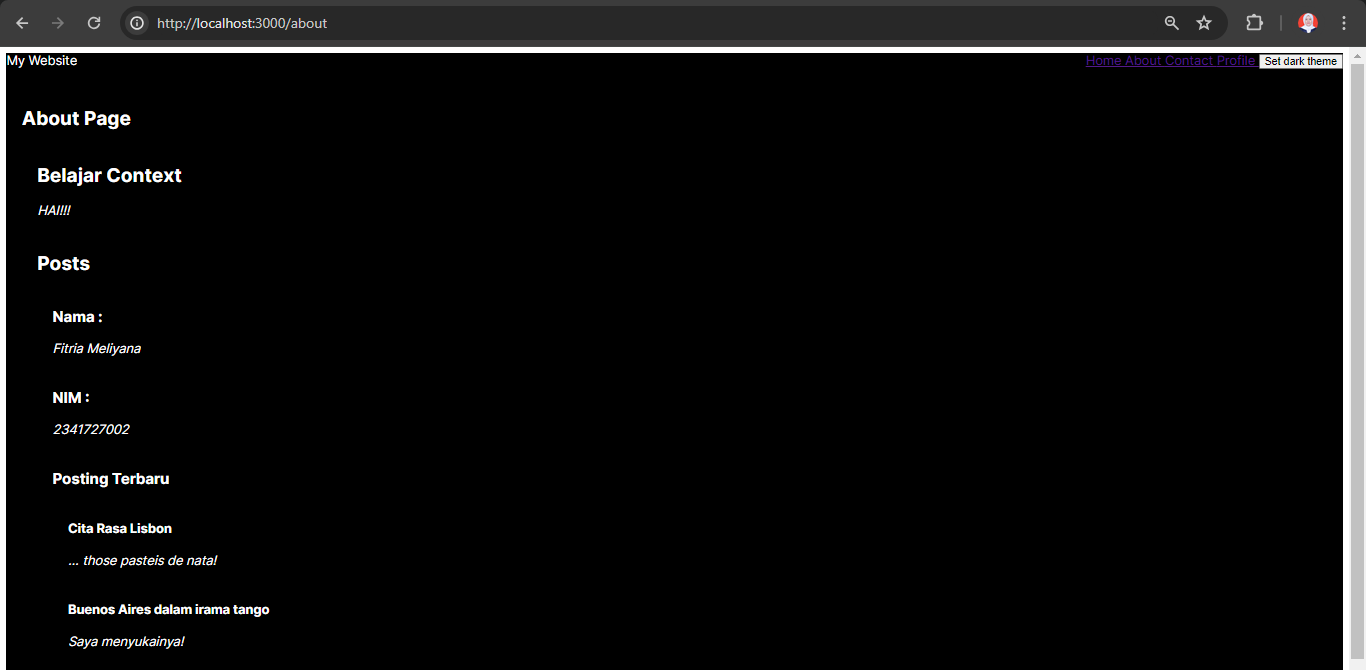 http://localhost:3000/about
My Website
Home About Contact Profile Set dark theme
About Page
Belajar Context
HAI!!!
Posts
Nama :
Fitria Meliyana
NIM :
2341727002
Posting Terbaru
Cita Rasa Lisbon
... those pasteis de nata!
Buenos Aires dalam irama tango
Saya menyukainya!